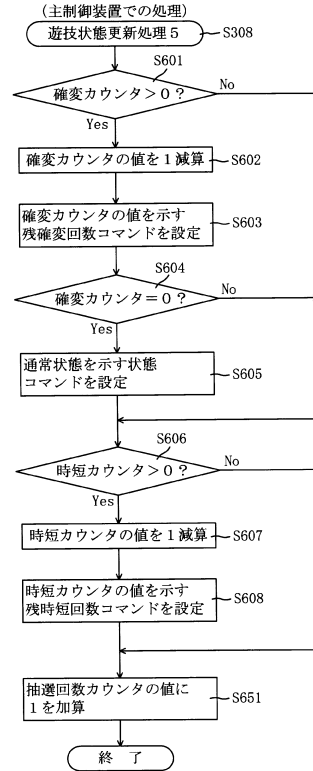 (主制御装置での処理)
遊技状態更新処理5
S308
S601
確変カウンタ>0?
No
Yes
確変カウンタの値を1減算
S602
確変カウンタの値を示す
残確変回数コマンドを設定
S603
S604
確変カウンタ=0?
No
Yes
通常状態を示す状態
コマンドを設定
S605
S606
時短カウンタ>0?
No
Yes
時短カウンタの値を1減算
S607
時短カウンタの値を示す
残時短回数コマンドを設定
S608
抽選回数カウンタの値に
1を加算
S651
終 了